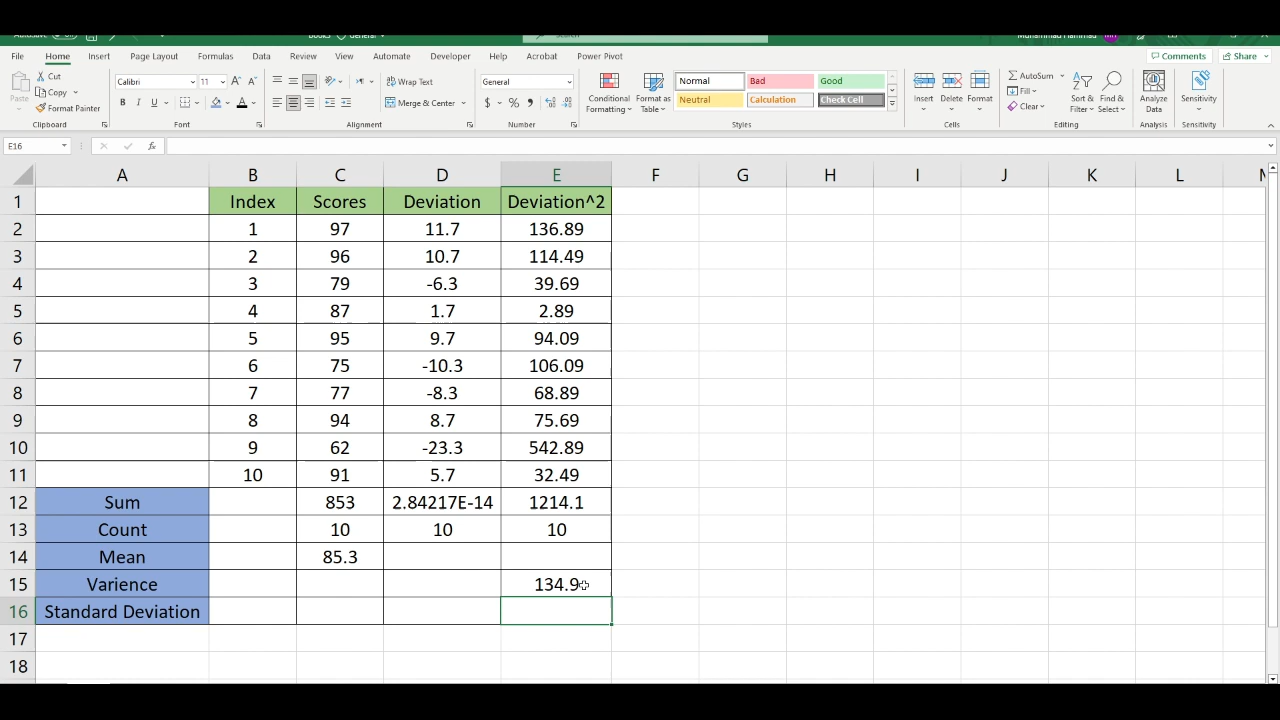 File Home Insert Page Layout Formulas Data Review View Automate Developer Help Acrobat Power Pivot Comments Share
Cut Calibri 11 Wrap Text General Normal Bad Good AutoSum
Paste Copy Conditional Format as Insert Delete Format Fill Sort & Find & Analyze Sensitivity
Format Painter B I U Merge & Center $ % Formatting Table Neutral Calculation Check Cell Clear Filter Select Data
Clipboard Font Alignment Number Styles Cells Editing Analysis Sensitivity
E16 fx
A B C D E F G H I J K L
1 Index Scores Deviation Deviation^2
2 1 97 11.7 136.89
3 2 96 10.7 114.49
4 3 79 -6.3 39.69
5 4 87 1.7 2.89
6 5 95 9.7 94.09
7 6 75 -10.3 106.09
8 7 77 -8.3 68.89
9 8 94 8.7 75.69
10 9 62 -23.3 542.89
11 10 91 5.7 32.49
12 Sum 853 2.84217E-14 1214.1
13 Count 10 10 10
14 Mean 85.3
15 Varience 134.9
16 Standard Deviation
17
18